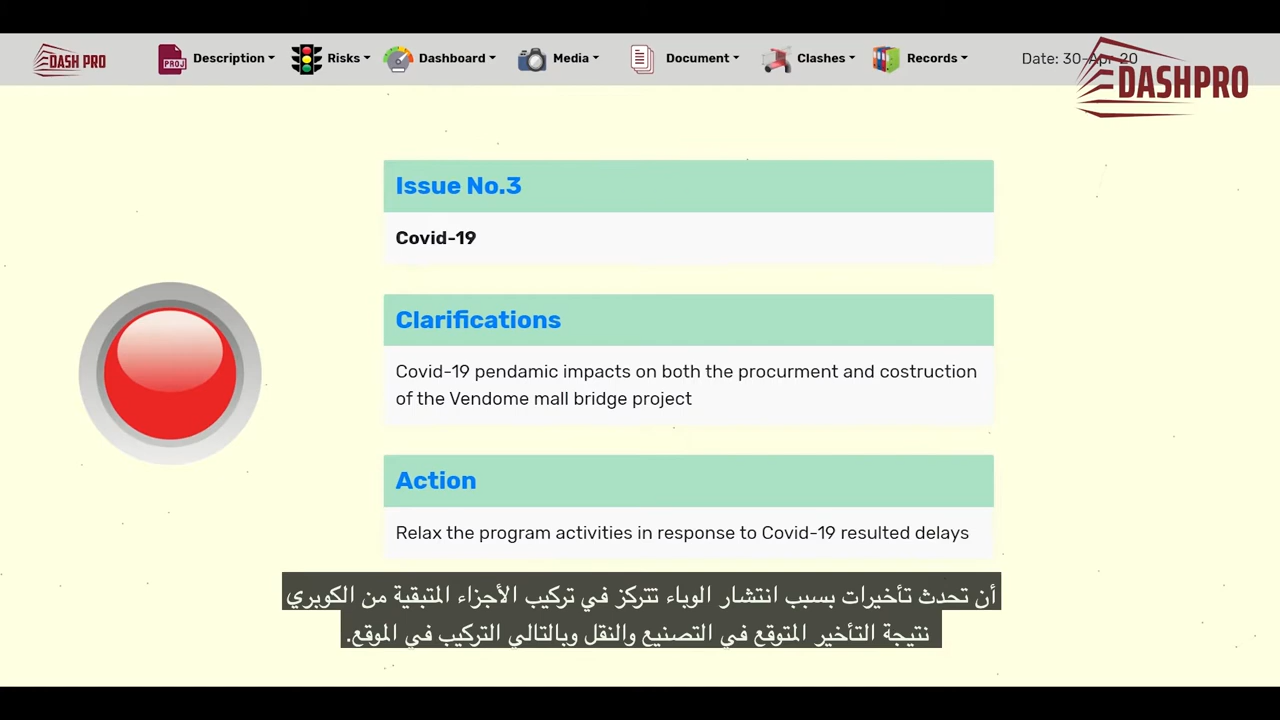 DASH PRO
PROJ
Description
Risks
Dashboard
Media
Document
Clashes
Records
Date: 30-Apr-20
DASHPRO
Issue No.3
Covid-19
Clarifications
Covid-19 pendamic impacts on both the procurment and costruction
of the Vendome mall bridge project
Action
Relax the program activities in response to Covid-19 resulted delays
أن تحدث تأخيرات بسبب انتشار الوباء تتركز في تركيب الأجزاء المتبقية من الكوبري
نتيجة التأخير المتوقع في التصنيع والنقل وبالتالي التركيب في الموقع.